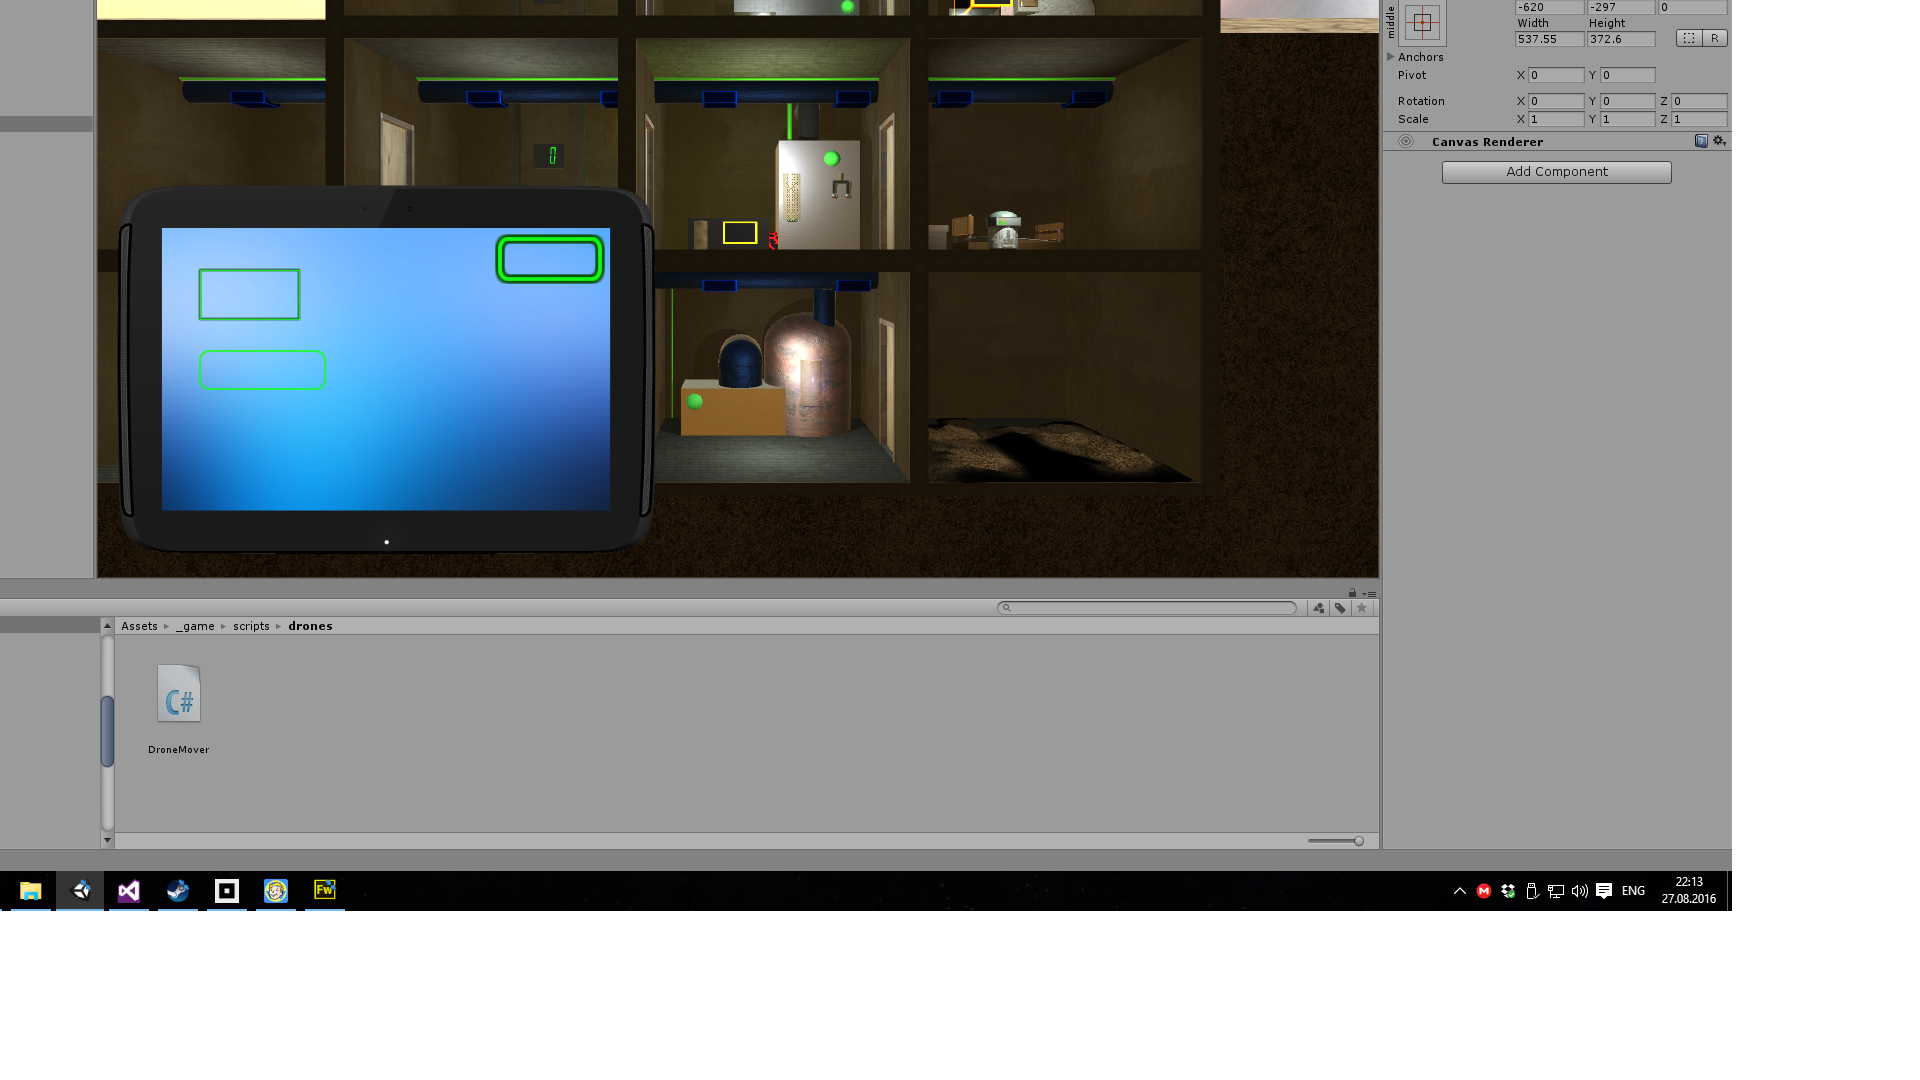 middle
-620 -297 0
Width Height
537.55 372.6 R
Anchors
Pivot X 0 Y 0
Rotation X 0 Y 0 Z 0
Scale X 1 Y 1 Z 1
Canvas Renderer
Add Component
0
Assets _game scripts drones
C#
DroneMover
Fw
M
ENG
22:13
27.08.2016